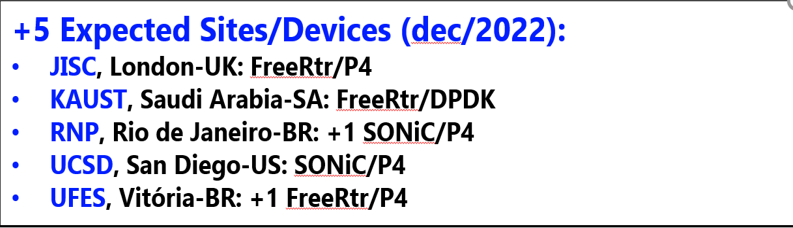 +5 Expected Sites/Devices (dec/2022):
• JISC, London-UK: FreeRtr/P4
• KAUST, Saudi Arabia-SA: FreeRtr/DPDK
• RNP, Rio de Janeiro-BR: +1 SONiC/P4
• UCSD, San Diego-US: SONiC/P4
• UFES, Vitória-BR: +1 FreeRtr/P4